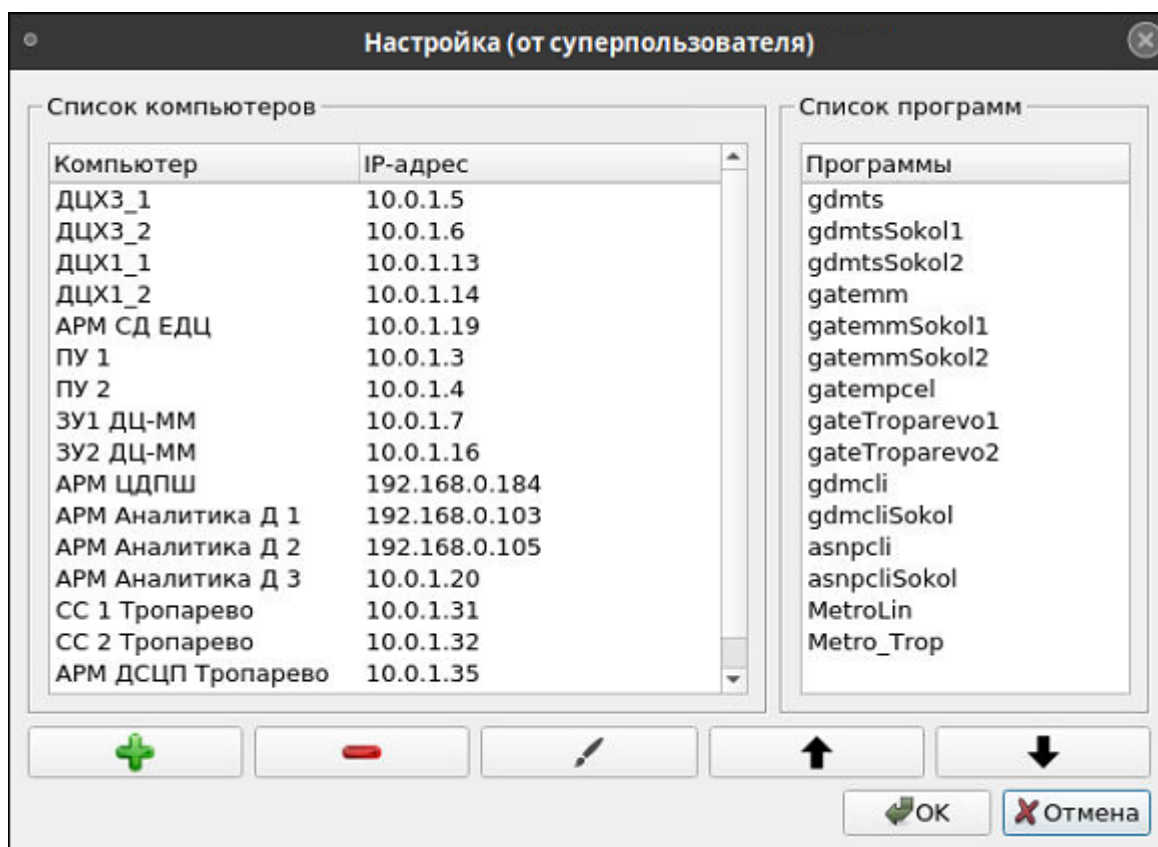 Настройка (от суперпользователя)
Список компьютеров
Компьютер IP-адрес
ДЦХ3_1 10.0.1.5
ДЦХ3_2 10.0.1.6
ДЦХ1_1 10.0.1.13
ДЦХ1_2 10.0.1.14
АРМ СД ЕДЦ 10.0.1.19
ПУ 1 10.0.1.3
ПУ 2 10.0.1.4
ЗУ1 ДЦ-ММ 10.0.1.7
ЗУ2 ДЦ-ММ 10.0.1.16
АРМ ЦДПШ 192.168.0.184
АРМ Аналитика Д 1 192.168.0.103
АРМ Аналитика Д 2 192.168.0.105
АРМ Аналитика Д 3 10.0.1.20
СС 1 Тропарево 10.0.1.31
СС 2 Тропарево 10.0.1.32
АРМ ДСЦП Тропарево 10.0.1.35
Список программ
Программы
gdmts
gdmtsSokol1
gdmtsSokol2
gatemm
gatemmSokol1
gatemmSokol2
gatempcel
gateTroparevo1
gateTroparevo2
gdmcli
gdmcliSokol
asnpcli
asnpcliSokol
MetroLin
Metro_Trop
OK Отмена